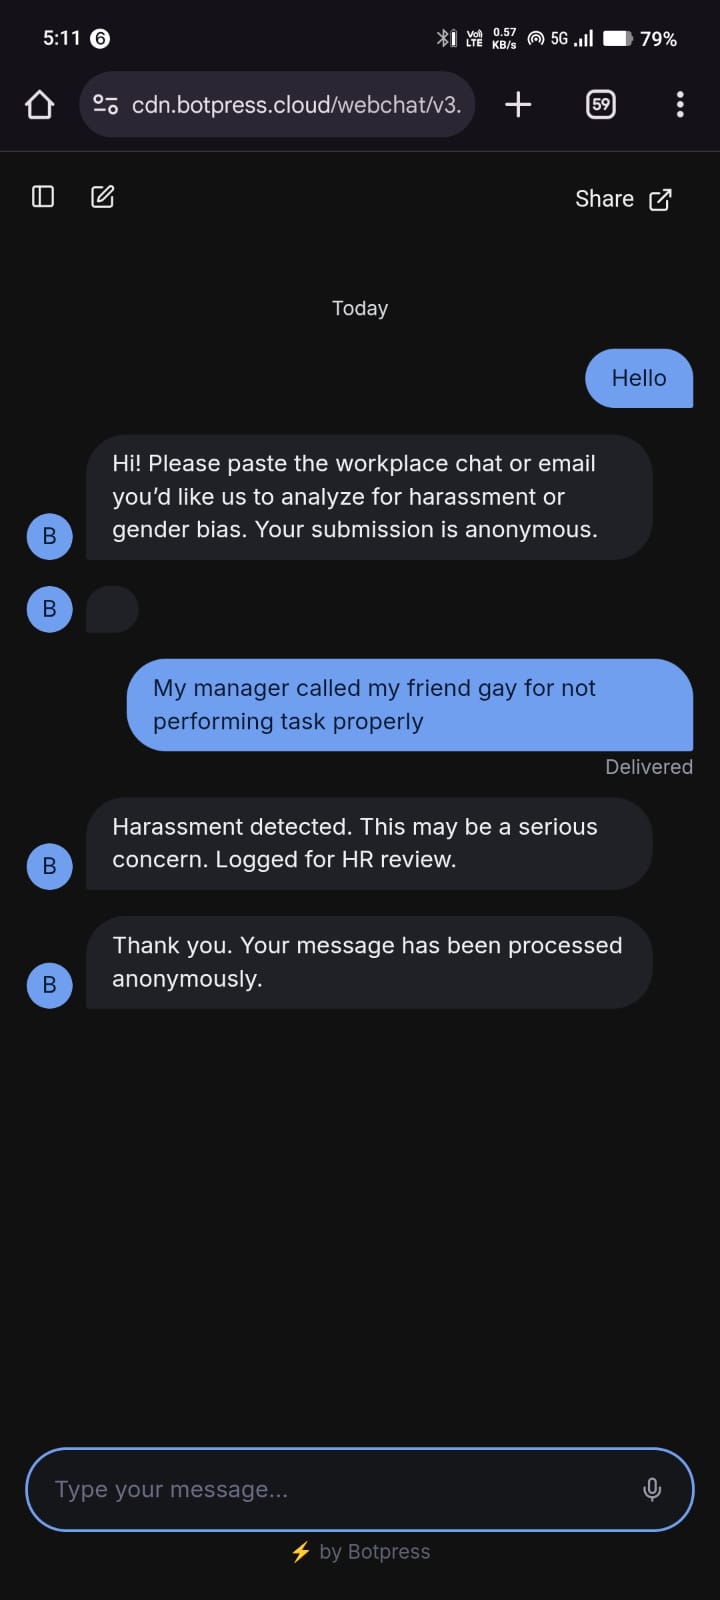 5:11 6 Vol LTE 0.57 KB/s 5G 79%
cdn.botpress.cloud/webchat/v3. 59
Share
Today
Hello
Hi! Please paste the workplace chat or email
you’d like us to analyze for harassment or
gender bias. Your submission is anonymous.
B
B
My manager called my friend gay for not
performing task properly
Delivered
Harassment detected. This may be a serious
concern. Logged for HR review.
B
Thank you. Your message has been processed
anonymously.
B
Type your message...
⚡ by Botpress